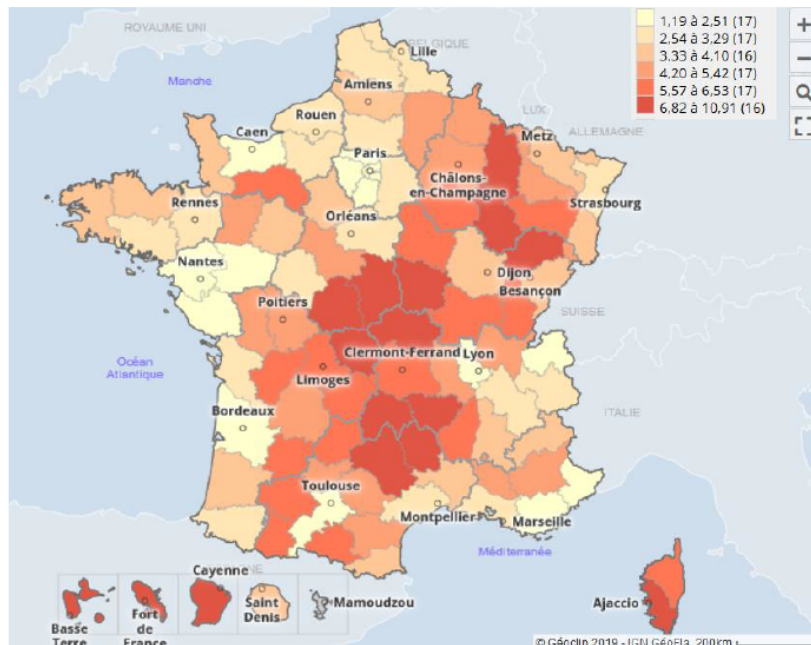 ROYAUME UNI
BELGIQUE
Lille
Manche
Amiens
LUX.
ALLEMAGNE
Rouen
Metz
Caen
Paris
Châlons-
en-Champagne
Strasbourg
Rennes
Orléans
Nantes
Dijon
Besançon
Poitiers
SUISSE
Océan
Atlantique
Clermont-Ferrand
Lyon
Limoges
Bordeaux
ITALIE
Toulouse
Montpellier
Marseille
Méditerranée
Cayenne
Basse
Terre
Fort
de
France
Saint
Denis
Mamoudzou
Ajaccio
1,19 à 2,51 (17)
2,54 à 3,29 (17)
3,33 à 4,10 (16)
4,20 à 5,42 (17)
5,57 à 6,53 (17)
6,82 à 10,91 (16)
+
−
© Géoclip 2019 - IGN GéoFla, 200km